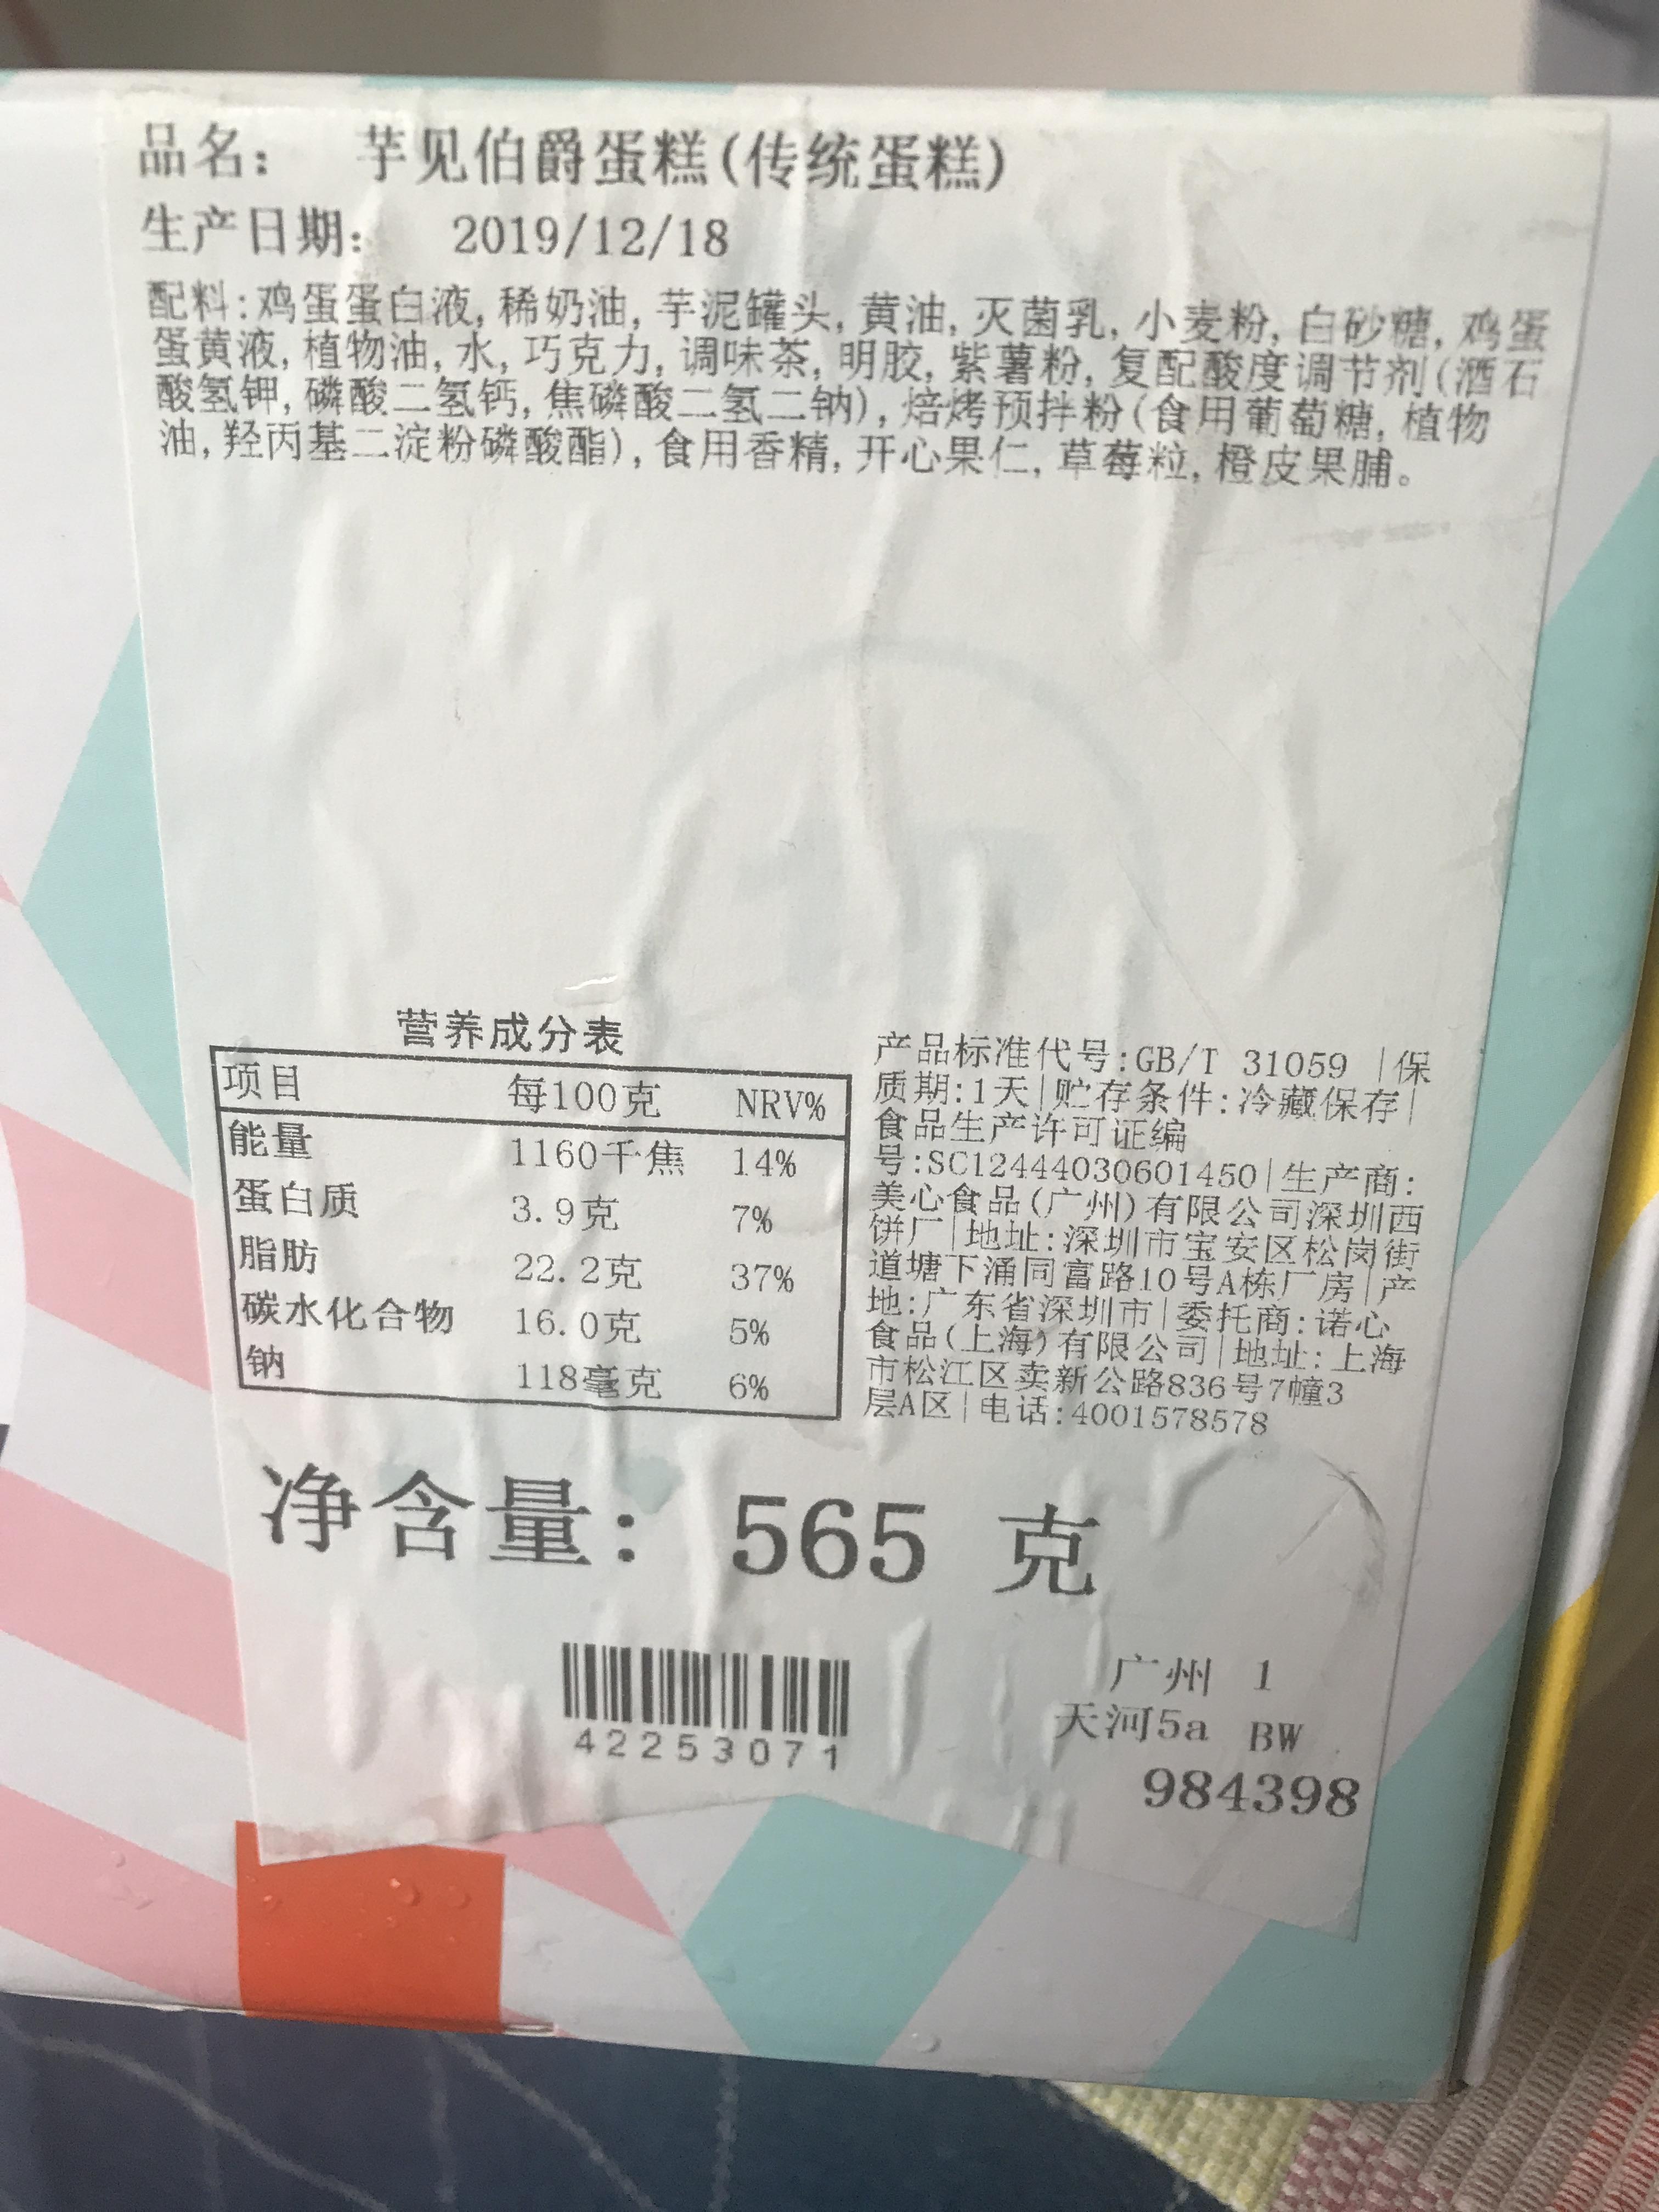 品名： 芋见伯爵蛋糕(传统蛋糕)
生产日期： 2019/12/18
配料:鸡蛋蛋白液,稀奶油,芋泥罐头,黄油,灭菌乳,小麦粉,白砂糖,鸡蛋
蛋黄液,植物油,水,巧克力,调味茶,明胶,紫薯粉,复配酸度调节剂(酒石
酸氢钾,磷酸二氢钙,焦磷酸二氢二钠),焙烤预拌粉(食用葡萄糖,植物
油,羟丙基二淀粉磷酸酯),食用香精,开心果仁,草莓粒,橙皮果脯。
营养成分表
项目 每100克 NRV%
能量 1160千焦 14%
蛋白质 3.9克 7%
脂肪 22.2克 37%
碳水化合物 16.0克 5%
钠 118毫克 6%
产品标准代号:GB/T 31059 |保
质期:1天|贮存条件:冷藏保存|
食品生产许可证编
号:SC12444030601450|生产商:
美心食品(广州)有限公司深圳西
饼厂|地址:深圳市宝安区松岗街
道塘下涌同富路10号A栋厂房|产
地:广东省深圳市|委托商:诺心
食品(上海)有限公司|地址:上海
市松江区卖新公路836号7幢3
层A区|电话:4001578578
净含量: 565 克
42253071
广州 1
天河5a BW
984398